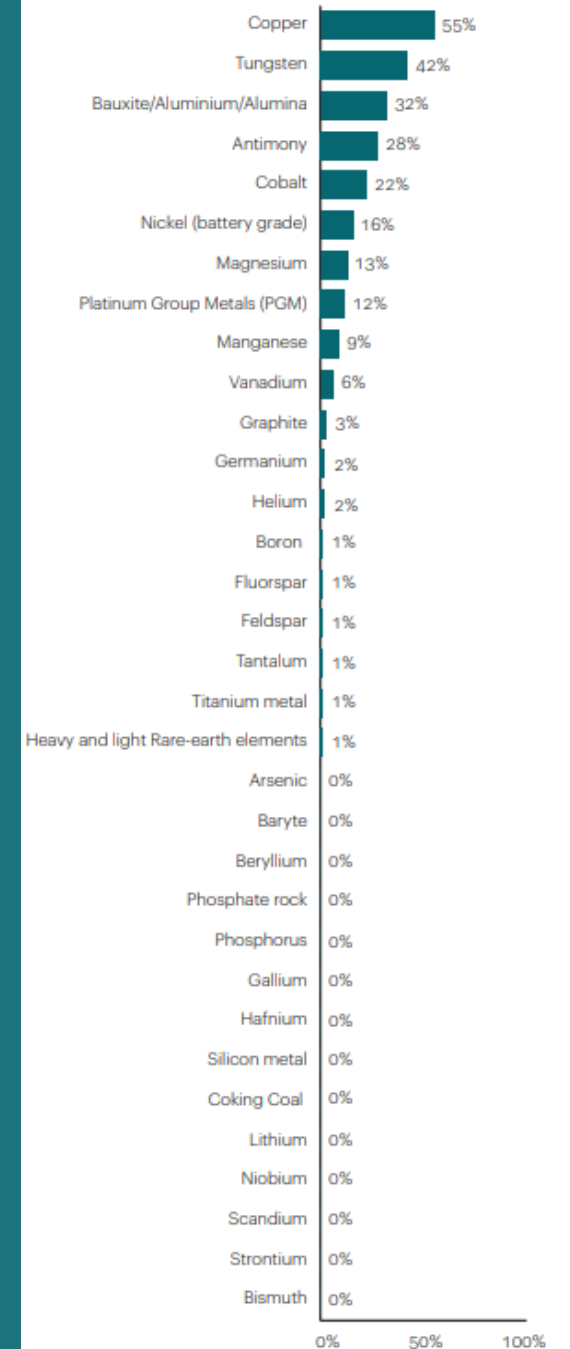 Copper 55%
Tungsten 42%
Bauxite/Aluminium/Alumina 32%
Antimony 28%
Cobalt 22%
Nickel (battery grade) 16%
Magnesium 13%
Platinum Group Metals (PGM) 12%
Manganese 9%
Vanadium 6%
Graphite 3%
Germanium 2%
Helium 2%
Boron 1%
Fluorspar 1%
Feldspar 1%
Tantalum 1%
Titanium metal 1%
Heavy and light Rare-earth elements 1%
Arsenic 0%
Baryte 0%
Beryllium 0%
Phosphate rock 0%
Phosphorus 0%
Gallium 0%
Hafnium 0%
Silicon metal 0%
Coking Coal 0%
Lithium 0%
Niobium 0%
Scandium 0%
Strontium 0%
Bismuth 0%
0% 50% 100%